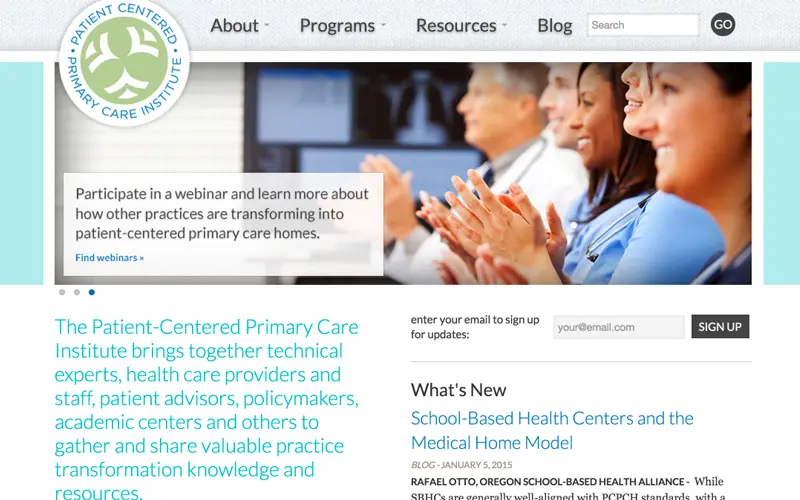 PATIENT CENTERED
PRIMARY CARE INSTITUTE
About
Programs
Resources
Blog
Search
GO
Participate in a webinar and learn more about
how other practices are transforming into
patient-centered primary care homes.
Find webinars »
The Patient-Centered Primary Care
Institute brings together technical
experts, health care providers and
staff, patient advisors, policymakers,
academic centers and others to
gather and share valuable practice
transformation knowledge and
resources.
enter your email to sign up
for updates:
your@email.com
SIGN UP
What's New
School-Based Health Centers and the
Medical Home Model
BLOG - JANUARY 5, 2015
RAFAEL OTTO, OREGON SCHOOL-BASED HEALTH ALLIANCE - While
SBHCs are generally well-aligned with PCPCH standards, with a